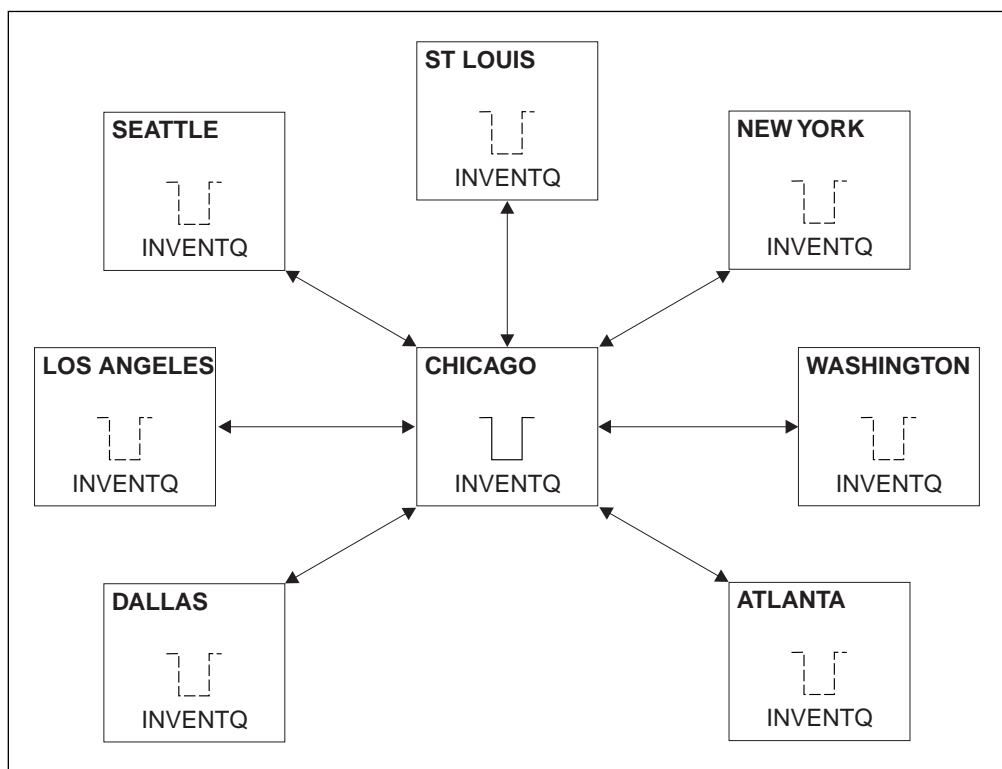 ST LOUIS
INVENTQ
SEATTLE
INVENTQ
NEW YORK
INVENTQ
LOS ANGELES
INVENTQ
CHICAGO
INVENTQ
WASHINGTON
INVENTQ
DALLAS
INVENTQ
ATLANTA
INVENTQ